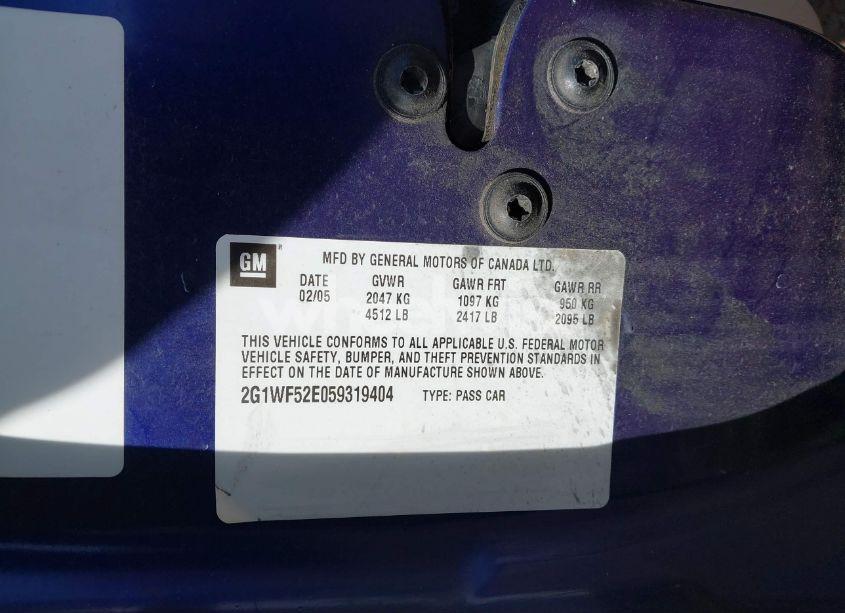 GM
MFD BY GENERAL MOTORS OF CANADA LTD.
DATE GVWR GAWR FRT GAWR RR
02/05 2047 KG 1097 KG 950 KG
4512 LB 2417 LB 2095 LB
THIS VEHICLE CONFORMS TO ALL APPLICABLE U.S. FEDERAL MOTOR
VEHICLE SAFETY, BUMPER, AND THEFT PREVENTION STANDARDS IN
EFFECT ON THE DATE OF MANUFACTURE SHOWN ABOVE.
2G1WF52E059319404 TYPE: PASS CAR